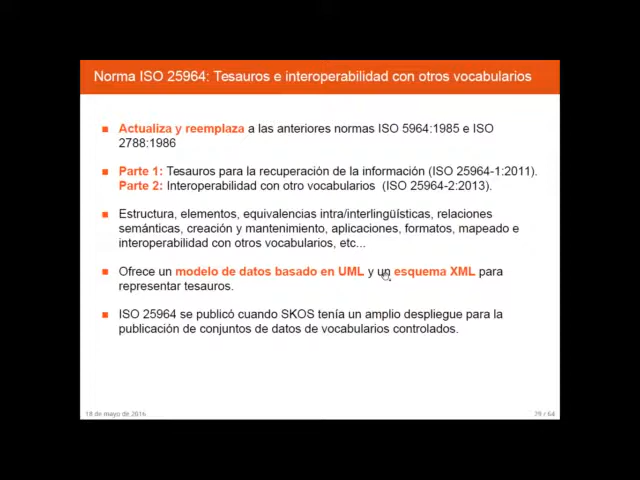 Norma ISO 25964: Tesauros e interoperabilidad con otros vocabularios
Actualiza y reemplaza a las anteriores normas ISO 5964:1985 e ISO
2788:1986
Parte 1: Tesauros para la recuperación de la información (ISO 25964-1:2011).
Parte 2: Interoperabilidad con otro vocabularios (ISO 25964-2:2013).
Estructura, elementos, equivalencias intra/interlingüísticas, relaciones
semánticas, creación y mantenimiento, aplicaciones, formatos, mapeado e
interoperabilidad con otros vocabularios, etc...
Ofrece un modelo de datos basado en UML y un esquema XML para
representar tesauros.
ISO 25964 se publicó cuando SKOS tenía un amplio despliegue para la
publicación de conjuntos de datos de vocabularios controlados.
18 de mayo de 2016
29 / 64